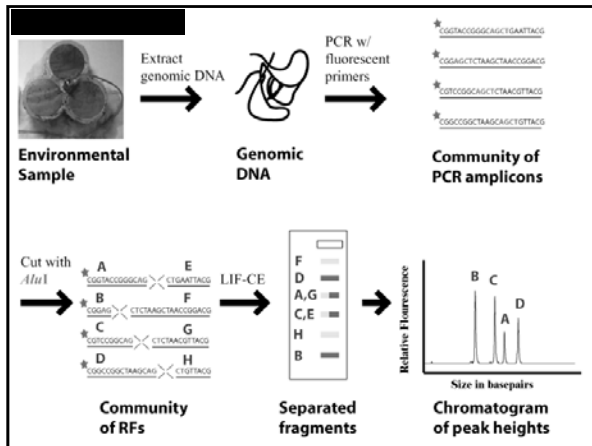 Extract
genomic DNA
PCR w/
fluorescent
primers
CGGTACCGGGCAGCTGAATTACG
CGGAGCTCTAAGCTAACCGGACG
CGTCCGGCAGCTCTAACGTTACG
CGGCCGGCTAAGCAGCTGTTACG
Environmental
Sample
Genomic
DNA
Community of
PCR amplicons
Cut with
AluI
A E
CGGTACCGGGCAG CTGAATTACG
B F
CGGAG CTCTAAGCTAACCGGACG
C G
CGTCCGGCAG CTCTAACGTTACG
D H
CGGCCGGCTAAGCAG CTGTTACG
Community
of RFs
LIF-CE
F
D
A,G
C,E
H
B
Separated
fragments
Relative Flourescence
B C A D
Size in basepairs
Chromatogram
of peak heights